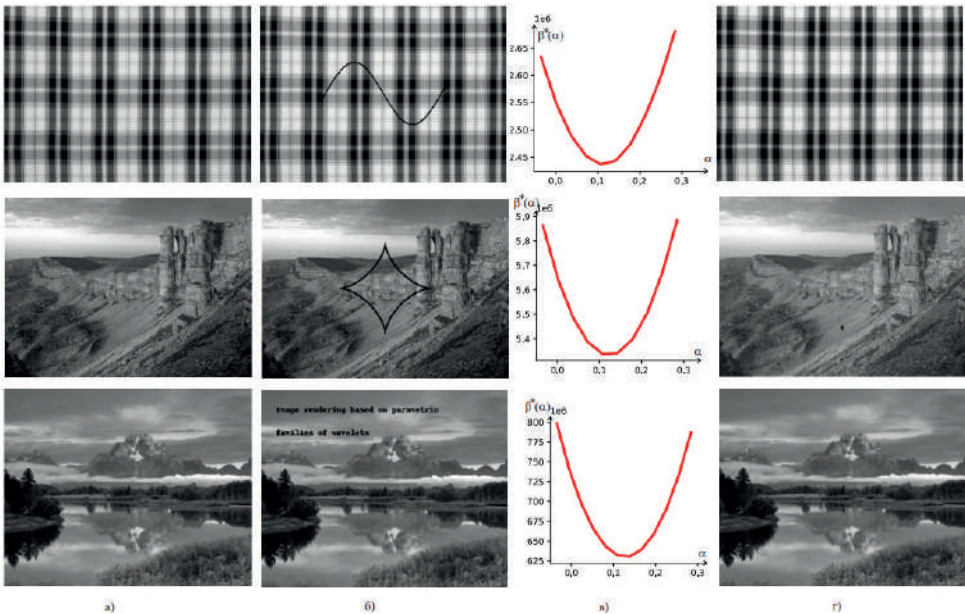 1e6
β*(α)
2.65
2.60
2.55
2.50
2.45
α
0,0
0,1
0,2
0,3
β*(α)
1e6
5,9
5,8
5.7
5.6
5.5
5.4
α
0,0
0,1
0,2
0,3
Image rendering based on parametric
families of wavelets
β*(α)
1e6
800
775
750
725
700
675
650
625
α
0,0
0,1
0,2
0,3
а)
б)
в)
г)